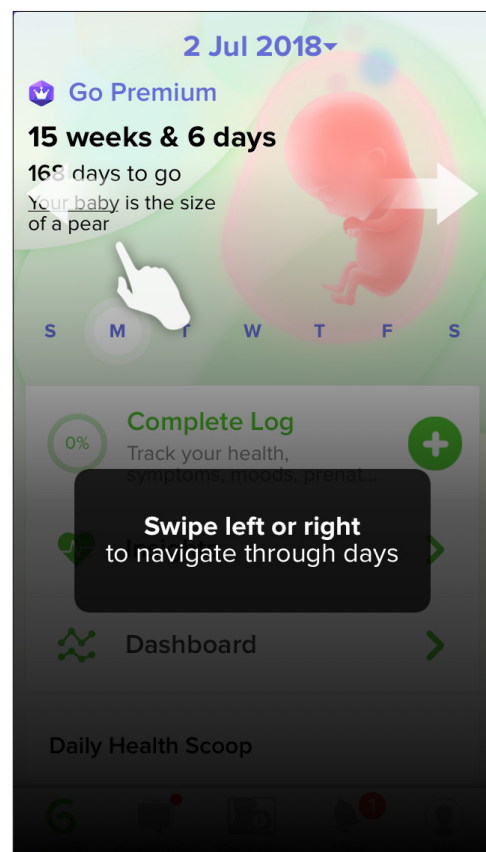 2 Jul 2018
Go Premium
15 weeks & 6 days
168 days to go
Your baby is the size
of a pear
S M T W T F S
0%
Complete Log
Track your health,
symptoms, moods, prenat...
Swipe left or right
to navigate through days
Insights
Dashboard
Daily Health Scoop
1